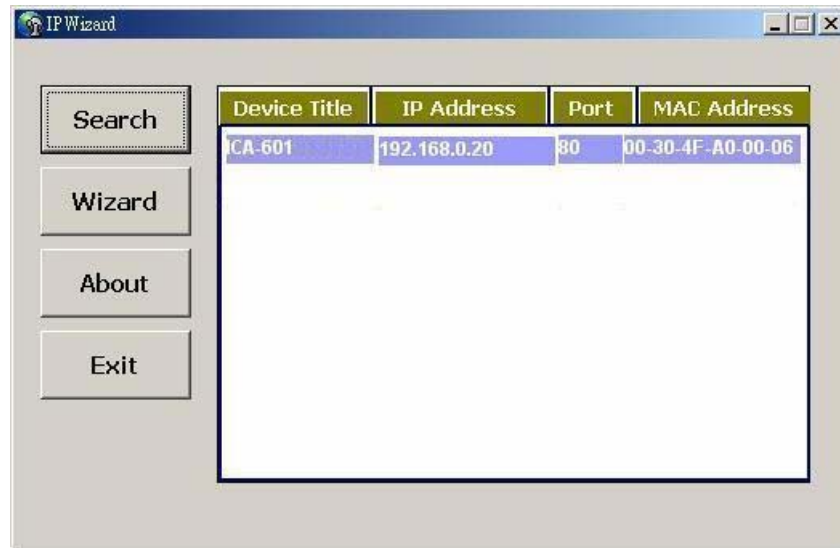 IP Wizard
Search
Wizard
About
Exit
Device Title IP Address Port MAC Address
ICA-601 192.168.0.20 80 00-30-4F-A0-00-06